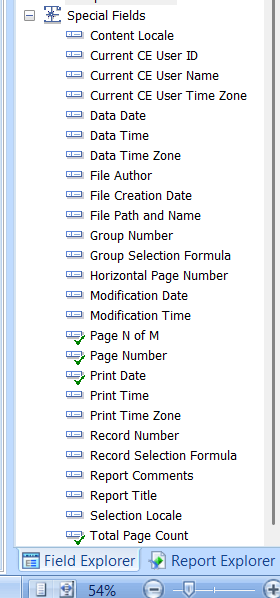 Special Fields
Content Locale
Current CE User ID
Current CE User Name
Current CE User Time Zone
Data Date
Data Time
Data Time Zone
File Author
File Creation Date
File Path and Name
Group Number
Group Selection Formula
Horizontal Page Number
Modification Date
Modification Time
Page N of M
Page Number
Print Date
Print Time
Print Time Zone
Record Number
Record Selection Formula
Report Comments
Report Title
Selection Locale
Total Page Count
Field Explorer Report Explorer
54%